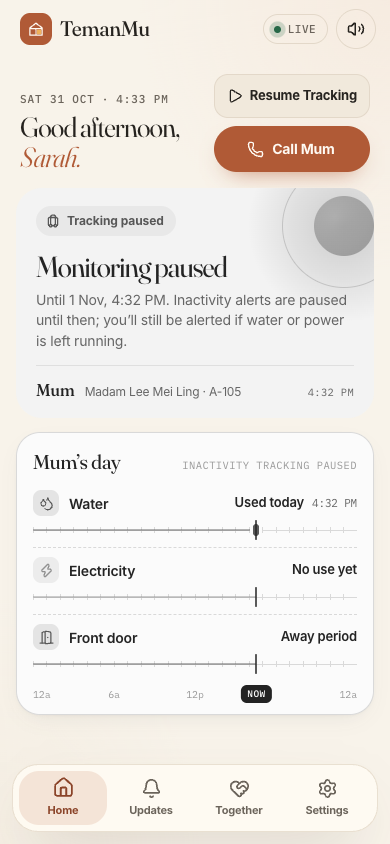 TemanMu
LIVE
SAT 31 OCT · 4:33 PM
Good afternoon,
Sarah.
Resume Tracking
Call Mum
Tracking paused
Monitoring paused
Until 1 Nov, 4:32 PM. Inactivity alerts are paused
until then; you’ll still be alerted if water or power
is left running.
Mum Madam Lee Mei Ling · A-105 4:32 PM
Mum’s day INACTIVITY TRACKING PAUSED
Water Used today 4:32 PM
Electricity No use yet
Front door Away period
12a 6a 12p NOW 12a
Home Updates Together Settings